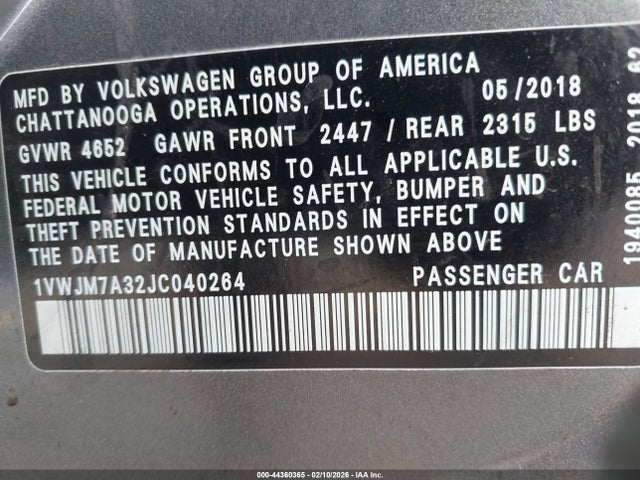 MFD BY VOLKSWAGEN GROUP OF AMERICA
CHATTANOOGA OPERATIONS, LLC. 05/2018
GVWR 4652 GAWR FRONT 2447 / REAR 2315 LBS
THIS VEHICLE CONFORMS TO ALL APPLICABLE U.S.
FEDERAL MOTOR VEHICLE SAFETY, BUMPER AND
THEFT PREVENTION STANDARDS IN EFFECT ON
THE DATE OF MANUFACTURE SHOWN ABOVE
1VWJM7A32JC040264 PASSENGER CAR
1940085 2018 62
000-44360365 - 02/10/2026 - IAA Inc.